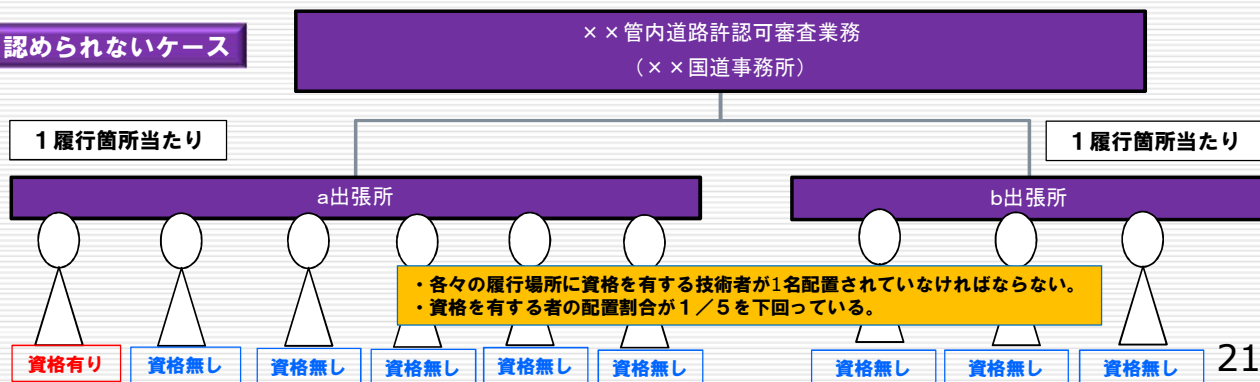 認められないケース
××管内道路許認可審査業務
(××国道事務所)
1履行箇所当たり
1履行箇所当たり
a出張所
b出張所
・各々の履行場所に資格を有する技術者が1名配置されていなければならない。
・資格を有する者の配置割合が1/5を下回っている。
資格有り
資格無し
資格無し
資格無し
資格無し
資格無し
資格無し
資格無し
資格無し
21